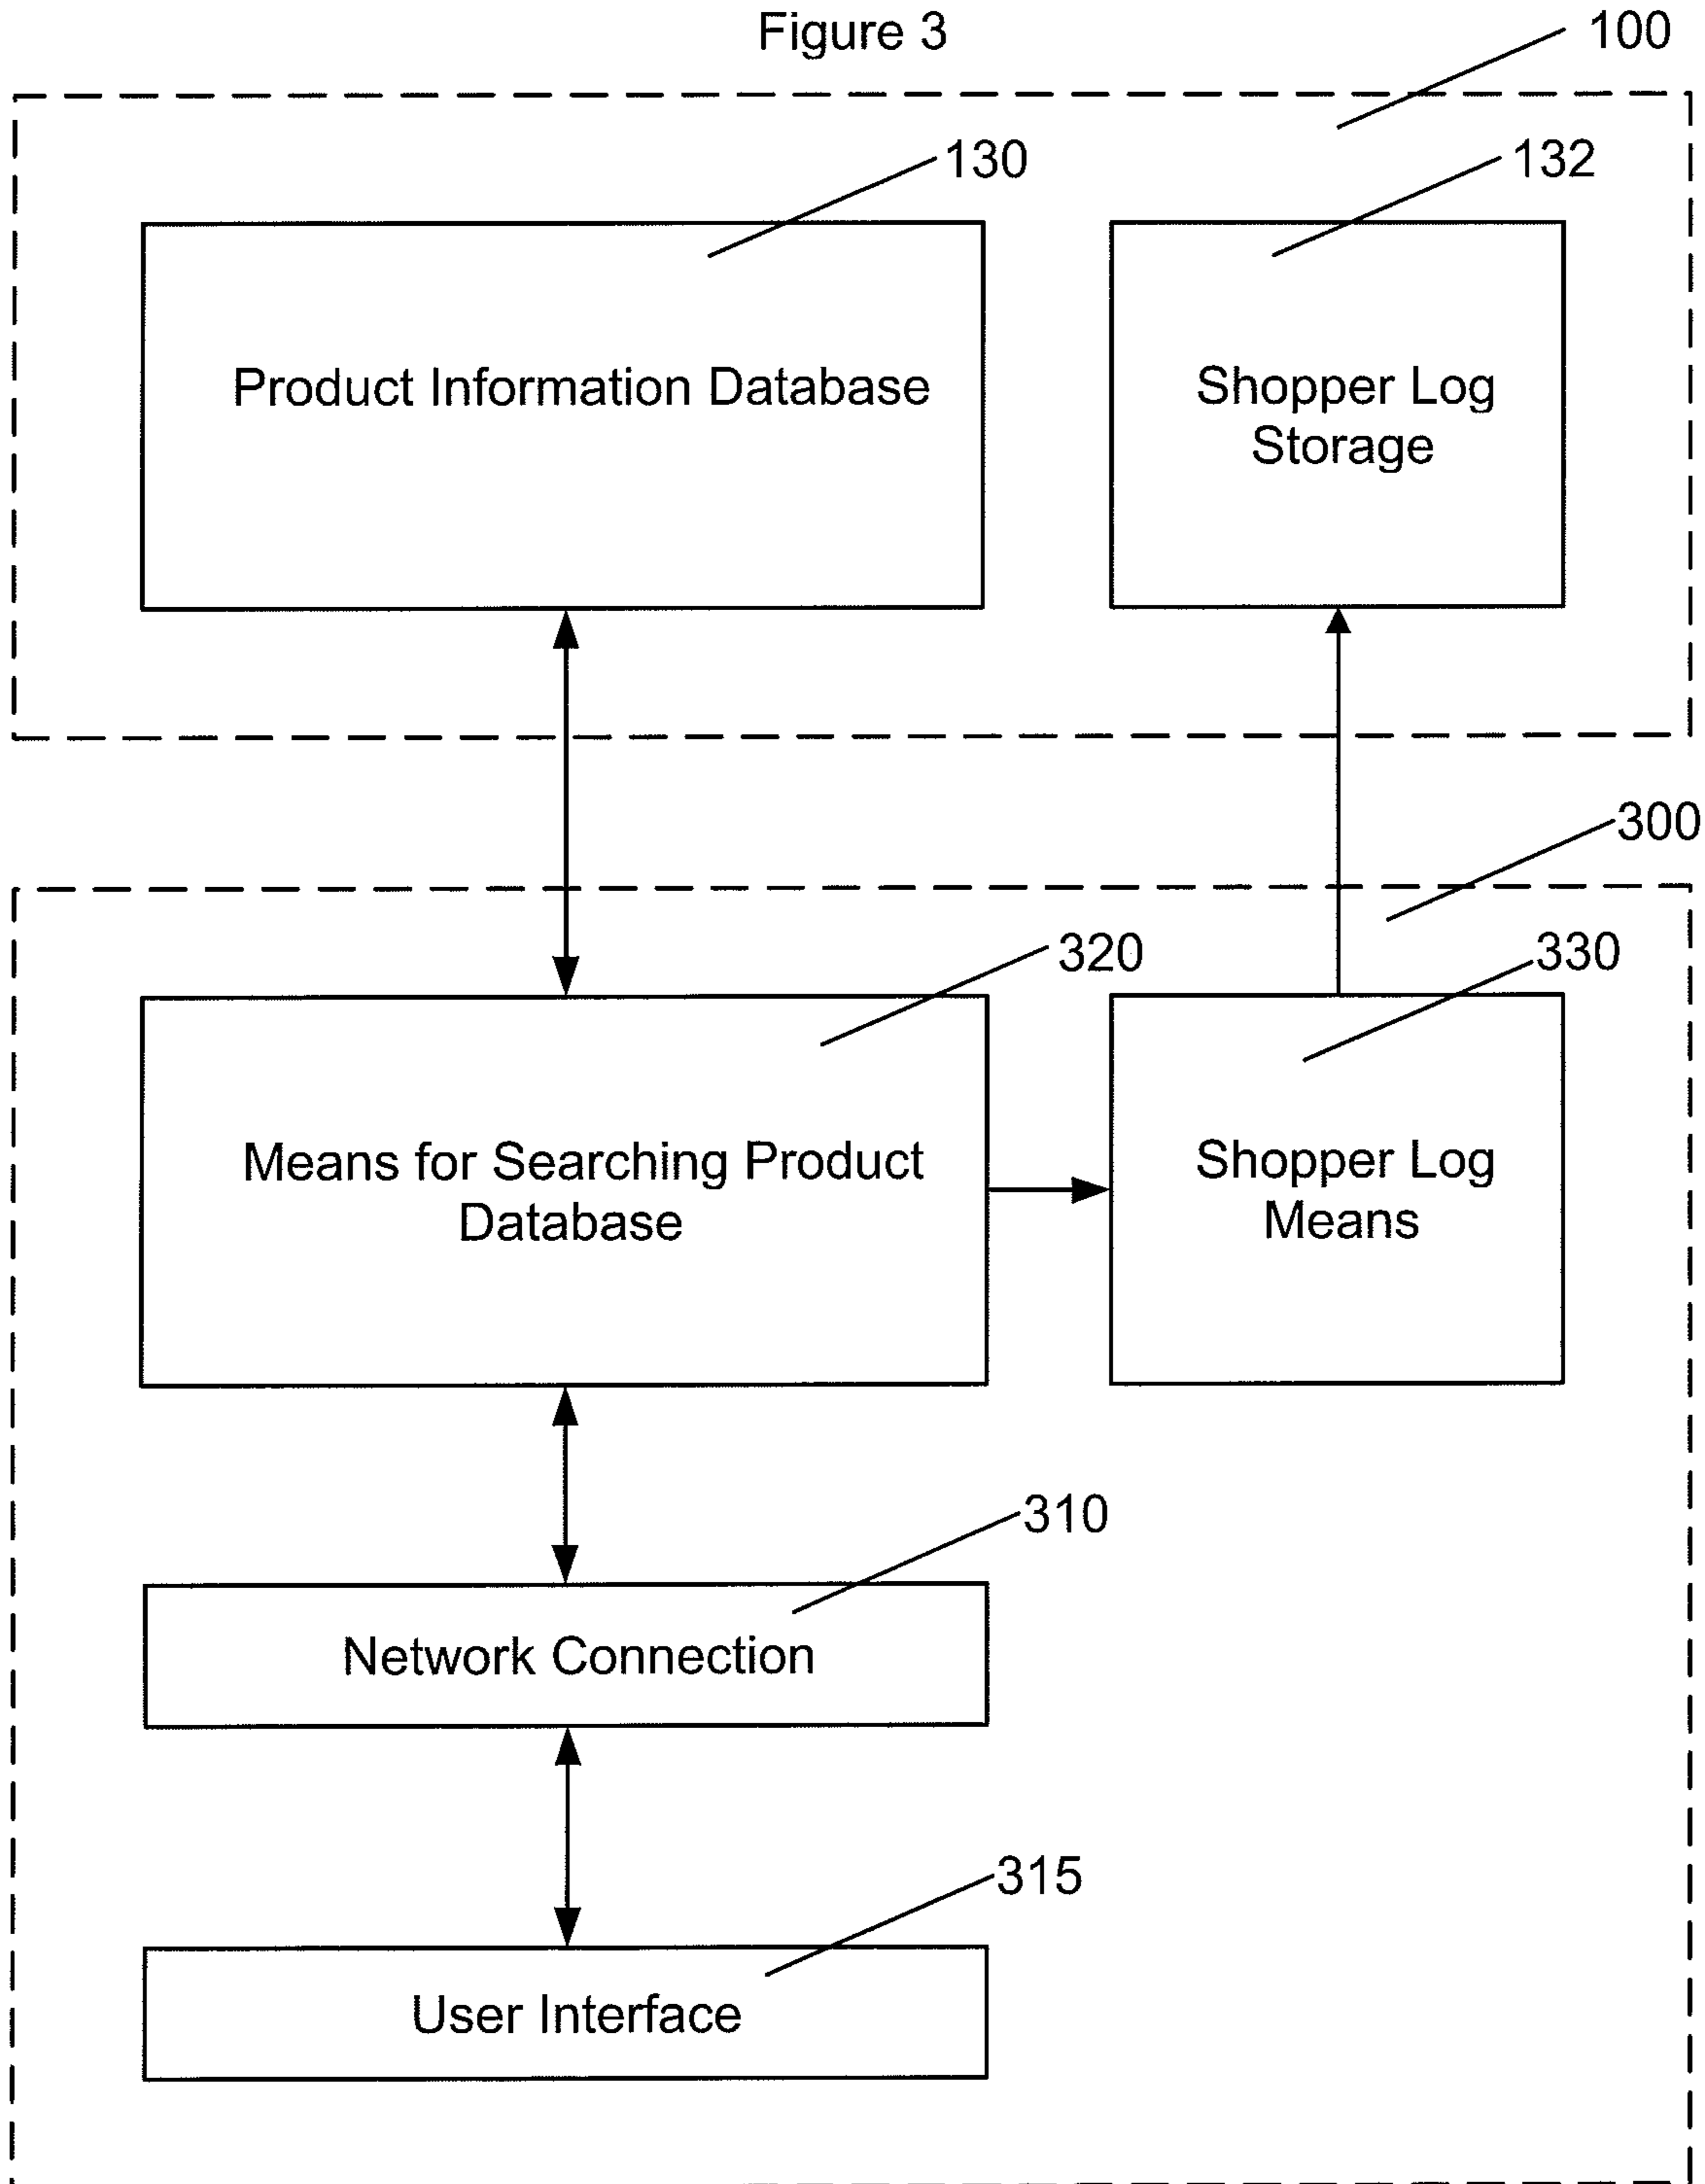 Figure 3
100
130
132
Product Information Database
Shopper Log
Storage
300
320
330
Means for Searching Product
Database
Shopper Log
Means
310
Network Connection
315
User Interface